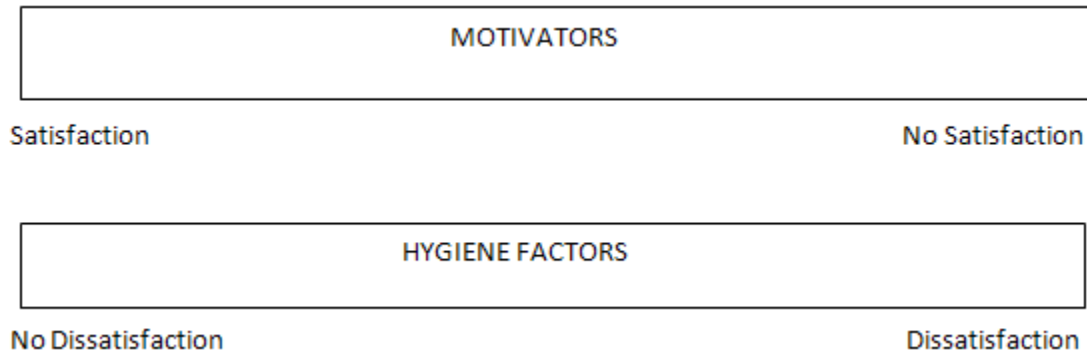 MOTIVATORS
Satisfaction No Satisfaction
HYGIENE FACTORS
No Dissatisfaction Dissatisfaction